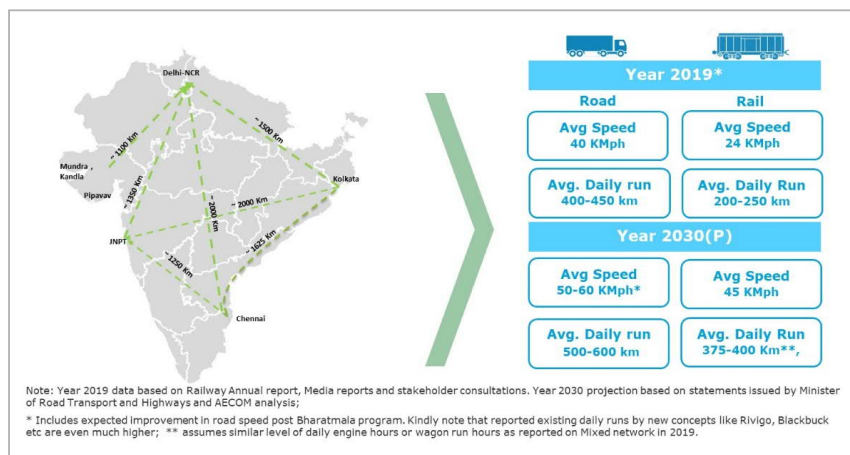 Delhi-NCR
~ 1500 Km
~ 1100 Km
Mundra ,
Kandla
Pipavav
~ 1350 Km
Kolkata
~ 2000 Km
~ 2000 Km
~ 1625 Km
JNPT
~1250 Km
Chennai
Year 2019*
Road
Rail
Avg Speed
40 KMph
Avg Speed
24 KMph
Avg. Daily run
400-450 km
Avg. Daily Run
200-250 km
Year 2030(P)
Avg Speed
50-60 KMph*
Avg Speed
45 KMph
Avg. Daily run
500-600 km
Avg. Daily Run
375-400 Km**,
Note: Year 2019 data based on Railway Annual report, Media reports and stakeholder consultations. Year 2030 projection based on statements issued by Minister
of Road Transport and Highways and AECOM analysis;
* Includes expected improvement in road speed post Bharatmala program. Kindly note that reported existing daily runs by new concepts like Rivigo, Blackbuck
etc are even much higher; ** assumes similar level of daily engine hours or wagon run hours as reported on Mixed network in 2019.